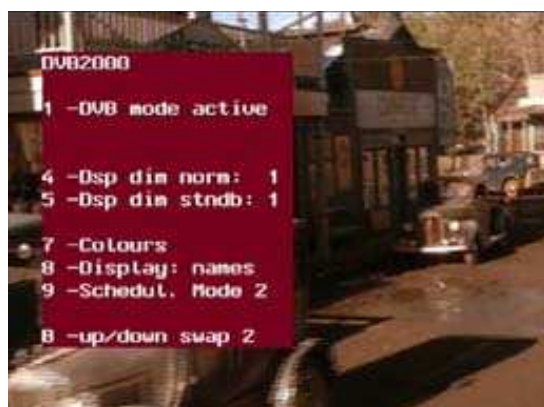 DVB2000
1 -DVB mode active
4 -Dsp dim norm: 1
5 -Dsp dim stndb: 1
7 -Colours
8 -Display: names
9 -Schedul. Mode 2
B -up/down swap 2